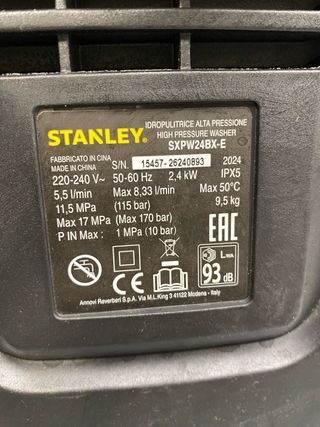 STANLEY.
IDROPULITRICE ALTA PRESSIONE
HIGH PRESSURE WASHER
SXPW24BX-E
FABBRICATO IN CINA
MADE IN CHINA
S/N. 15457- 26240893 2024
220-240 V~ 50-60 Hz 2,4 kW IPX5
5,5 l/min Max 8,33 l/min Max 50°C
11,5 MPa (115 bar) 9,5 kg
Max 17 MPa (Max 170 bar)
P IN Max : 1 MPa (10 bar)
EAC
LWA
93 dB
CE
Annovi Reverberi S.p.A. Via M.L.King 3 41122 Modena - Italy